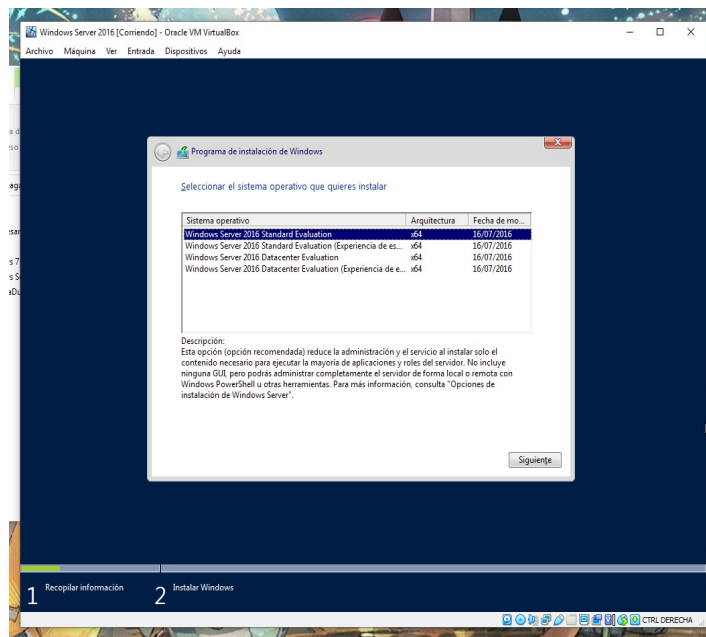 Windows Server 2016 [Corriendo] - Oracle VM VirtualBox
Archivo Máquina Ver Entrada Dispositivos Ayuda
Programa de instalación de Windows
Seleccionar el sistema operativo que quieres instalar
Sistema operativo Arquitectura Fecha de mo...
Windows Server 2016 Standard Evaluation x64 16/07/2016
Windows Server 2016 Standard Evaluation (Experiencia de es... x64 16/07/2016
Windows Server 2016 Datacenter Evaluation x64 16/07/2016
Windows Server 2016 Datacenter Evaluation (Experiencia de e... x64 16/07/2016
Descripción:
Esta opción (opción recomendada) reduce la administración y el servicio al instalar solo el
contenido necesario para ejecutar la mayoría de aplicaciones y roles del servidor. No incluye
ninguna GUI, pero podrás administrar completamente el servidor de forma local o remota con
Windows PowerShell u otras herramientas. Para más información, consulta "Opciones de
instalación de Windows Server".
Siguiente
1 Recopilar información 2 Instalar Windows
CTRL DERECHA